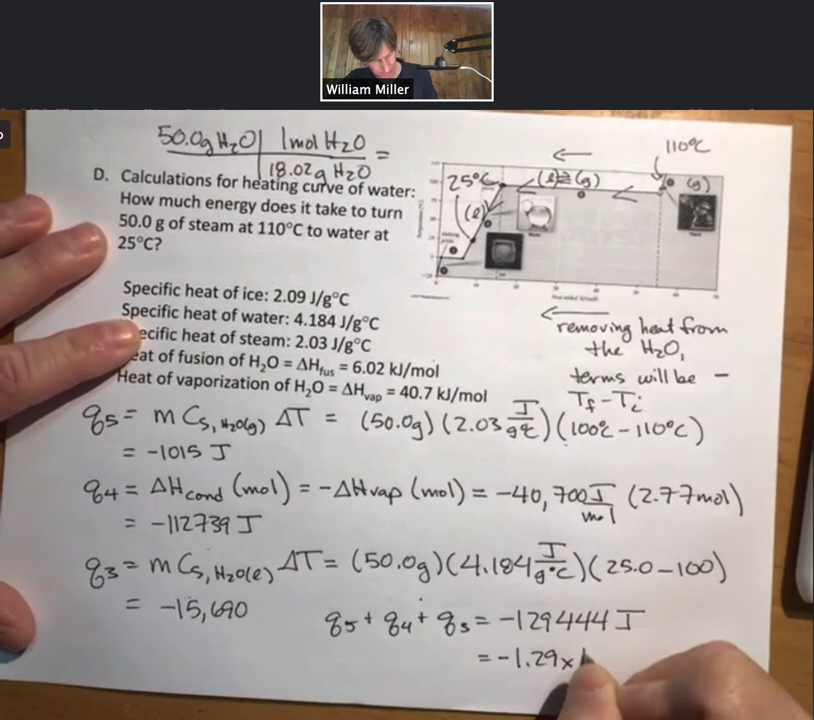 William Miller
50.0g H2O | 1mol H2O =
18.02g H2O
110°C
D. Calculations for heating curve of water:
How much energy does it take to turn
50.0 g of steam at 110°C to water at
25°C?
25°C
(l)⇌(g)
(g)
(l)
Specific heat of ice: 2.09 J/g°C
Specific heat of water: 4.184 J/g°C
ecific heat of steam: 2.03 J/g°C
eat of fusion of H2O = ΔHfus = 6.02 kJ/mol
Heat of vaporization of H2O = ΔHvap = 40.7 kJ/mol
removing heat from
the H2O,
terms will be -
Tf - Ti
q5 = m Cs, H2O(g) ΔT = (50.0g)(2.03 J/g°C)(100°C - 110°C)
= -1015 J
q4 = ΔHcond (mol) = -ΔHvap (mol) = -40,700 J/mol (2.77mol)
= -112739 J
q3 = m Cs, H2O(l) ΔT = (50.0g)(4.184 J/g°C)(25.0 - 100)
= -15,690
q5 + q4 + q3 = -129444 J
= -1.29x